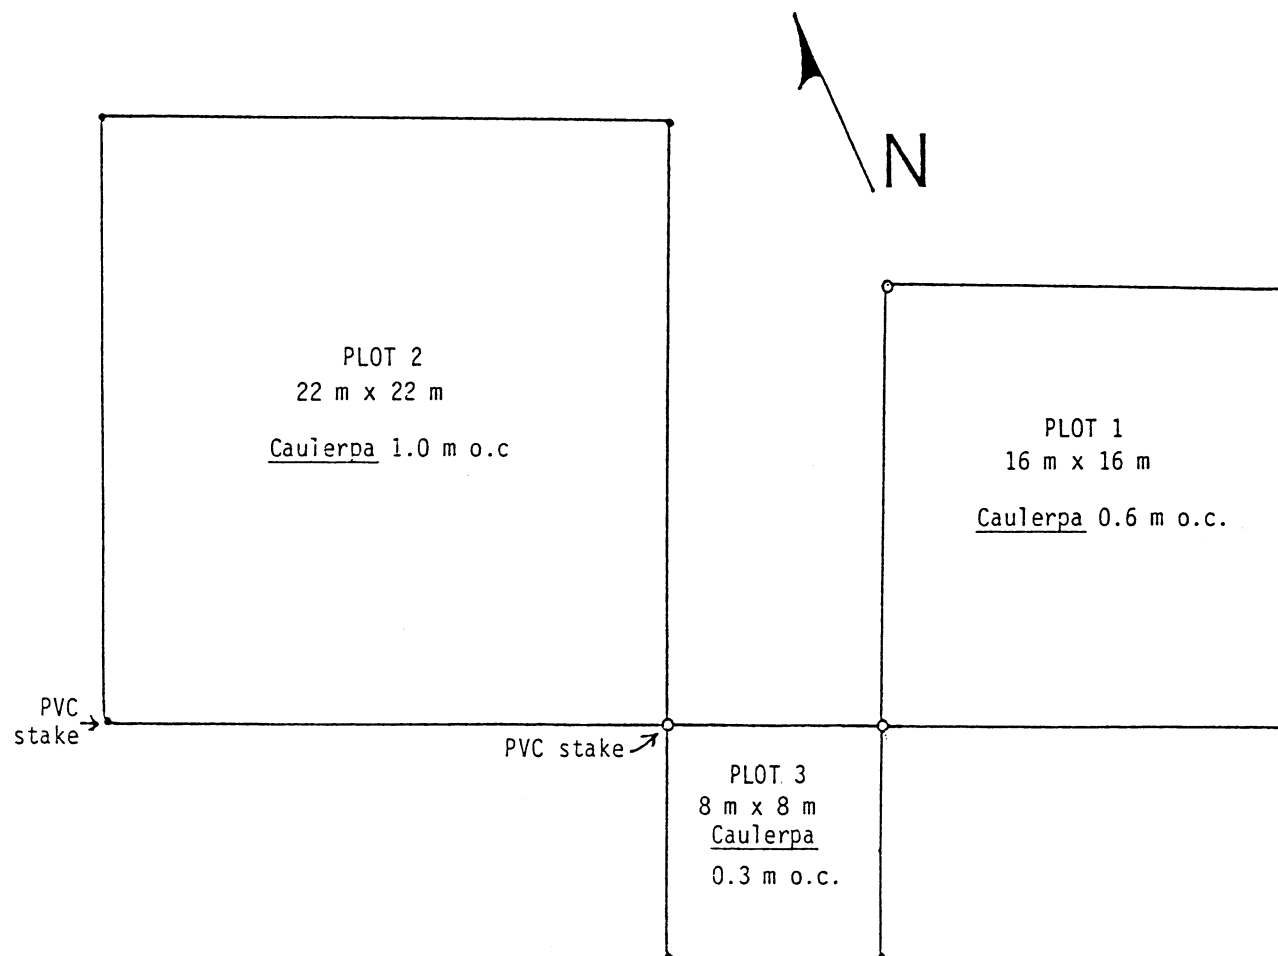 N
PLOT 2
22 m x 22 m
Caulerpa 1.0 m o.c
PLOT 1
16 m x 16 m
Caulerpa 0.6 m o.c.
PVC
stake
PVC stake
PLOT 3
8 m x 8 m
Caulerpa
0.3 m o.c.